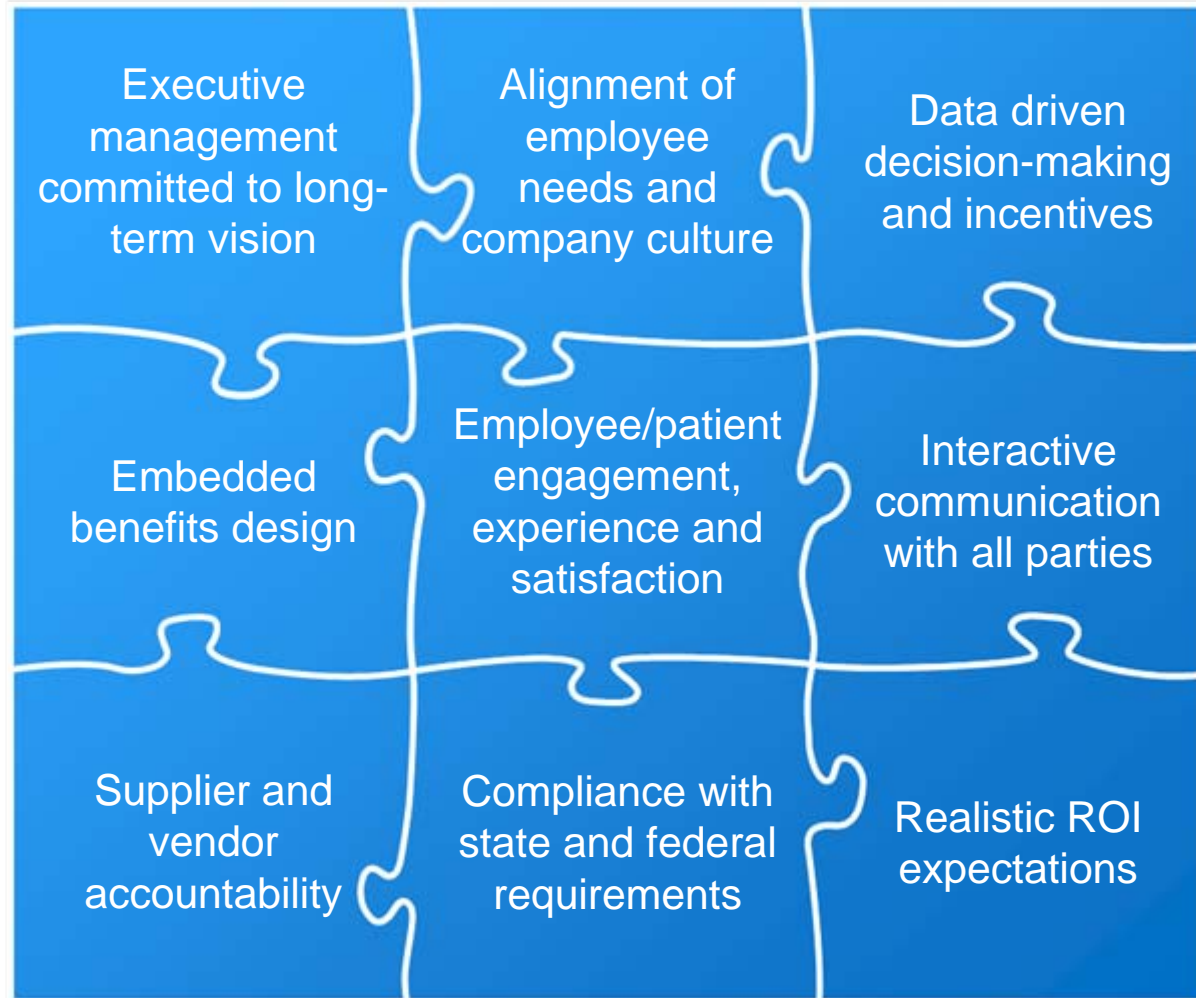 Executive
management
committed to long-
term vision
Alignment of
employee
needs and
company culture
Data driven
decision-making
and incentives
Embedded
benefits design
Employee/patient
engagement,
experience and
satisfaction
Interactive
communication
with all parties
Supplier and
vendor
accountability
Compliance with
state and federal
requirements
Realistic ROI
expectations